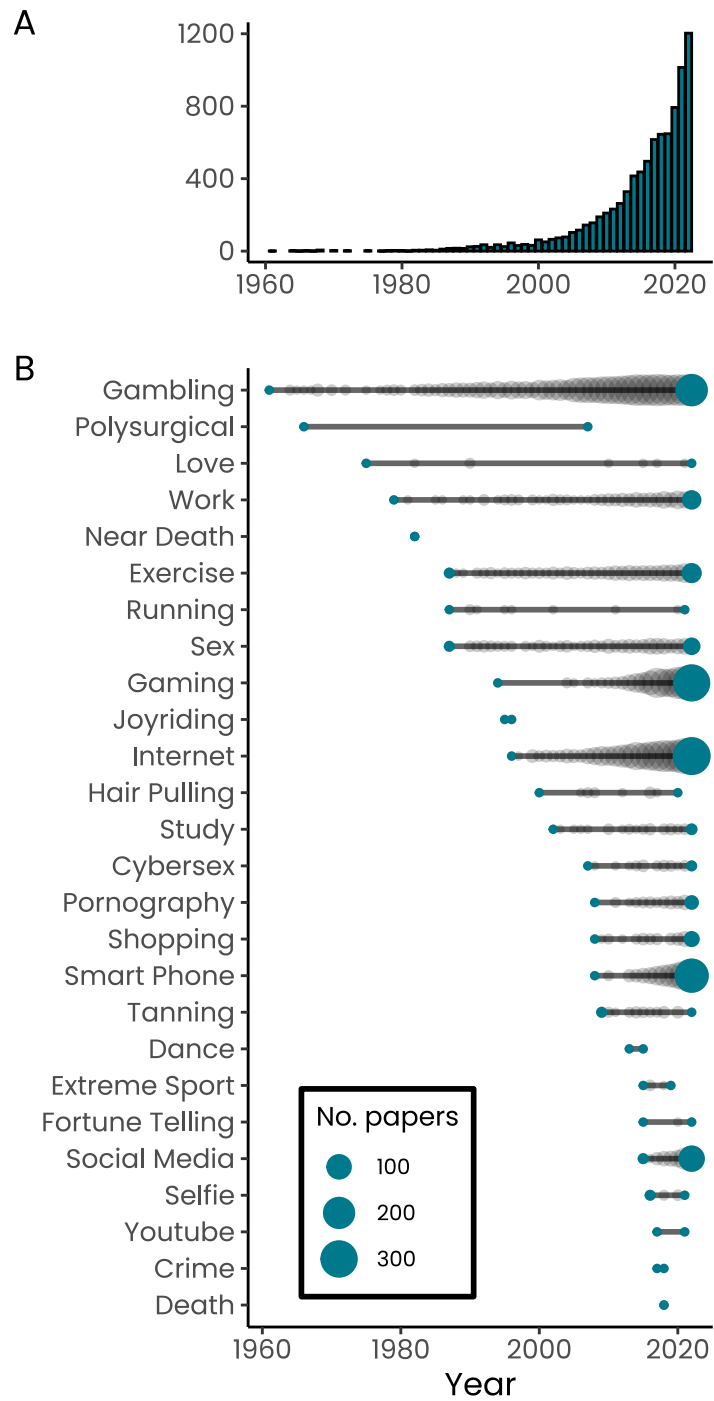 A
1200
800
400
0
1960 1980 2000 2020
B
Gambling
Polysurgical
Love
Work
Near Death
Exercise
Running
Sex
Gaming
Joyriding
Internet
Hair Pulling
Study
Cybersex
Pornography
Shopping
Smart Phone
Tanning
Dance
Extreme Sport
Fortune Telling
Social Media
Selfie
Youtube
Crime
Death
No. papers
100
200
300
1960 1980 2000 2020
Year